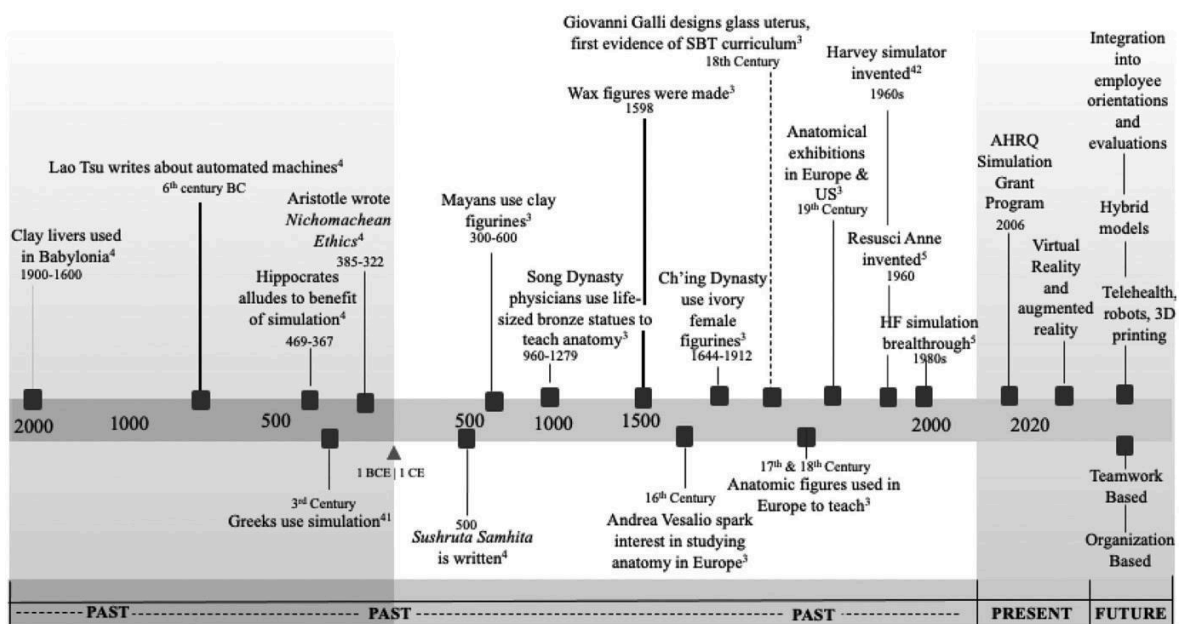 Giovanni Galli designs glass uterus,
first evidence of SBT curriculum³
18th Century
Integration
into
employee
orientations
and
evaluations
Harvey simulator
invented⁴²
1960s
Wax figures were made³
1598
Anatomical
exhibitions
in Europe &
US³
19th Century
AHRQ
Simulation
Grant
Program
2006
Lao Tsu writes about automated machines⁴
6th century BC
Aristotle wrote
Nichomachean
Ethics⁴
385-322
Mayans use clay
figurines³
300-600
Hybrid
models
Clay livers used
in Babylonia⁴
1900-1600
Resusci Anne
invented⁵
1960
Virtual
Reality
and
augmented
reality
Hippocrates
alludes to benefit
of simulation⁴
469-367
Song Dynasty
physicians use life-
sized bronze statues to
teach anatomy³
960-1279
Ch'ing Dynasty
use ivory
female
figurines³
1644-1912
Telehealth,
robots, 3D
printing
HF simulation
breakthrough⁵
1980s
2000
1000
500
500
1000
1500
2000
2020
1 BCE | 1 CE
3rd Century
Greeks use simulation⁴¹
500
Sushruta Samhita
is written⁴
16th Century
Andrea Vesalio spark
interest in studying
anatomy in Europe³
17th & 18th Century
Anatomic figures used in
Europe to teach³
Teamwork
Based
Organization
Based
PAST
PAST
PAST
PRESENT
FUTURE